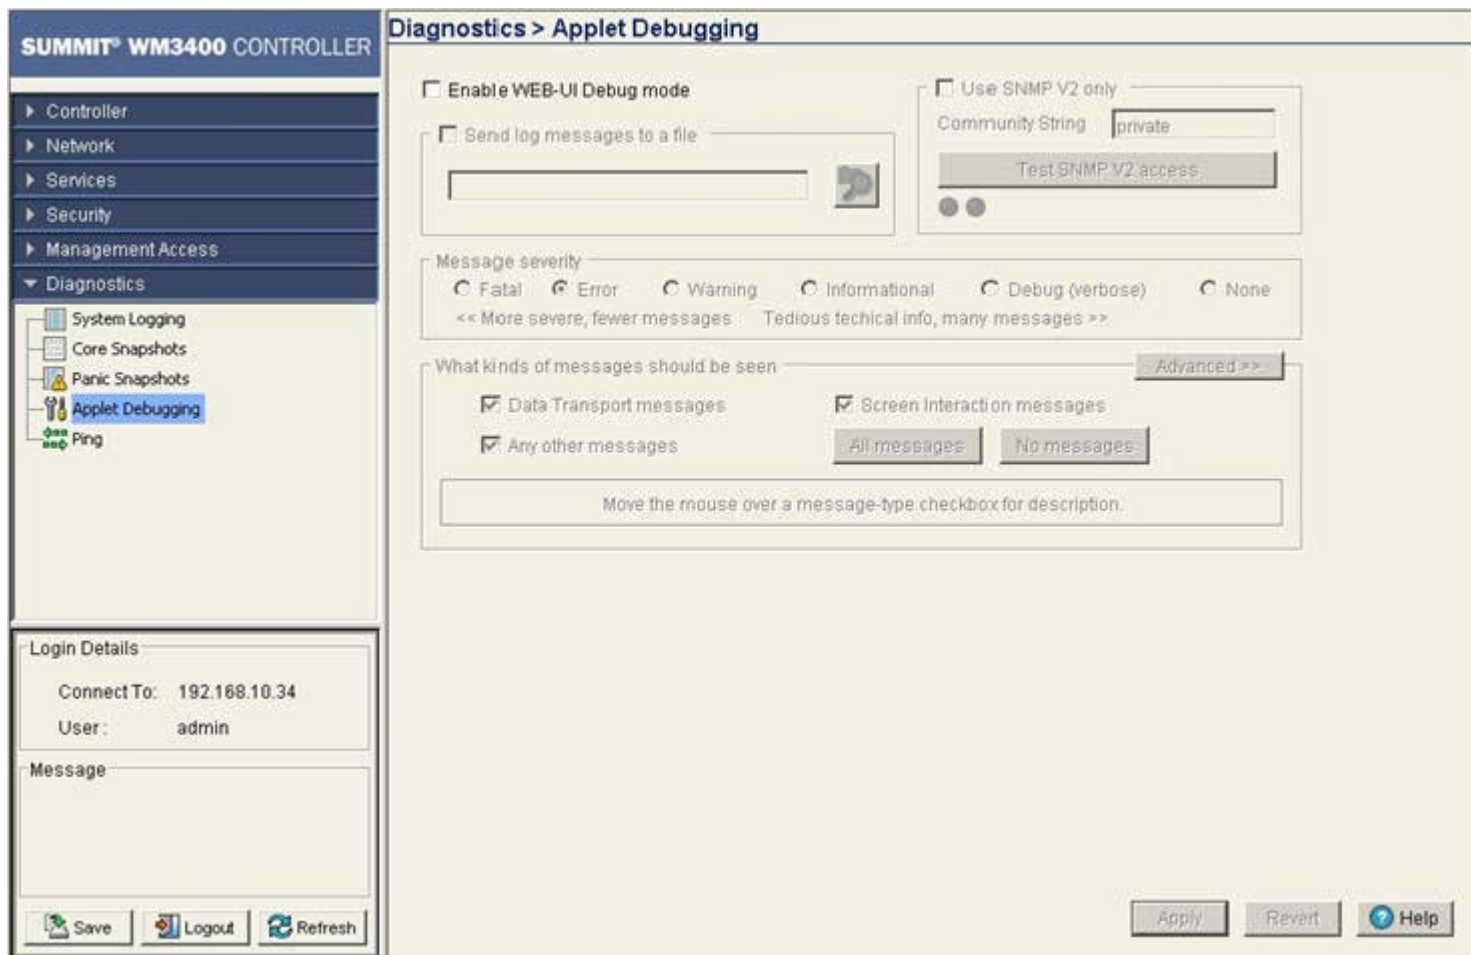 SUMMIT® WM3400 CONTROLLER
Controller
Network
Services
Security
Management Access
Diagnostics
System Logging
Core Snapshots
Panic Snapshots
Applet Debugging
Ping
Login Details
Connect To: 192.168.10.34
User : admin
Message
Save Logout Refresh
Diagnostics > Applet Debugging
Enable WEB-UI Debug mode
Send log messages to a file
Use SNMP V2 only
Community String private
Test SNMP V2 access
Message severity
Fatal Error Warning Informational Debug (verbose) None
<< More severe, fewer messages Tedious techical info, many messages >>
What kinds of messages should be seen Advanced >>
Data Transport messages Screen Interaction messages
Any other messages All messages No messages
Move the mouse over a message-type checkbox for description.
Apply Revert Help